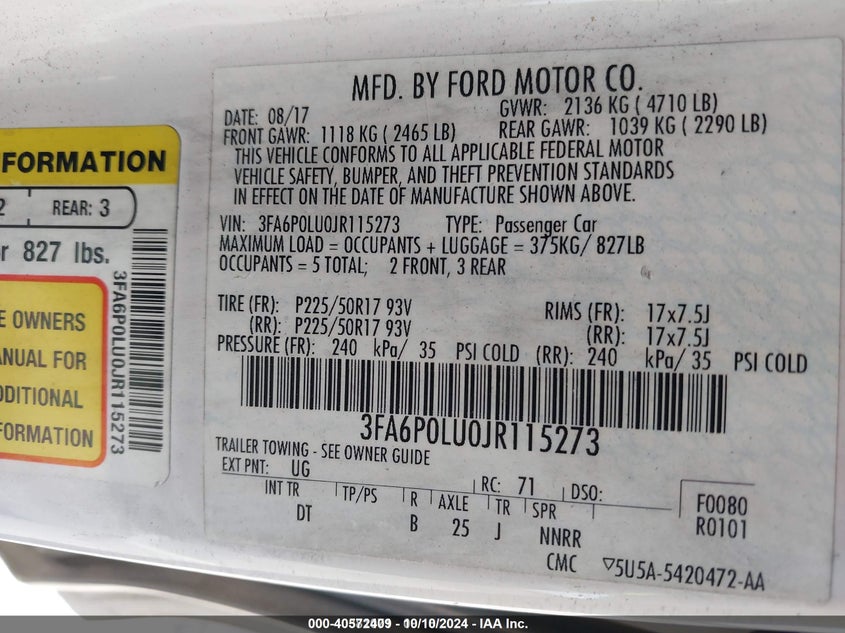 FORMATION
2 REAR: 3
r 827 lbs.
E OWNERS
ANUAL FOR
DDITIONAL
FORMATION
3FA6P0LU0JR115273
MFD. BY FORD MOTOR CO.
DATE: 08/17 GVWR: 2136 KG ( 4710 LB)
FRONT GAWR: 1118 KG ( 2465 LB) REAR GAWR: 1039 KG ( 2290 LB)
THIS VEHICLE CONFORMS TO ALL APPLICABLE FEDERAL MOTOR
VEHICLE SAFETY, BUMPER, AND THEFT PREVENTION STANDARDS
IN EFFECT ON THE DATE OF MANUFACTURE SHOWN ABOVE.
VIN: 3FA6P0LU0JR115273 TYPE: Passenger Car
MAXIMUM LOAD = OCCUPANTS + LUGGAGE = 375KG/ 827LB
OCCUPANTS = 5 TOTAL; 2 FRONT, 3 REAR
TIRE (FR): P225/50R17 93V RIMS (FR): 17x7.5J
(RR): P225/50R17 93V (RR): 17x7.5J
PRESSURE (FR): 240 kPa/ 35 PSI COLD (RR): 240 kPa/ 35 PSI COLD
3FA6P0LU0JR115273
TRAILER TOWING - SEE OWNER GUIDE
EXT PNT: UG RC: 71 DSO:
INT TR TP/PS R AXLE TR SPR
DT B 25 J NNRR
F0080
R0101
CMC ▽5U5A-5420472-AA
- IAA Inc.